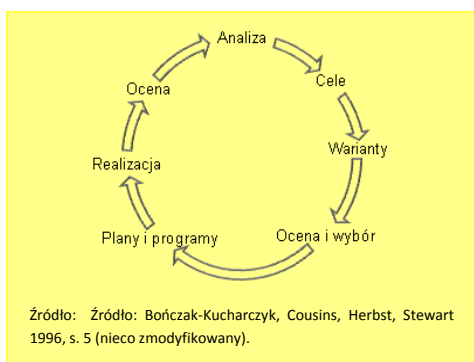 Analiza
Cele
Warianty
Ocena i wybór
Plany i programy
Realizacja
Ocena
Źródło: Źródło: Bończak-Kucharczyk, Cousins, Herbst, Stewart
1996, s. 5 (nieco zmodyfikowany).